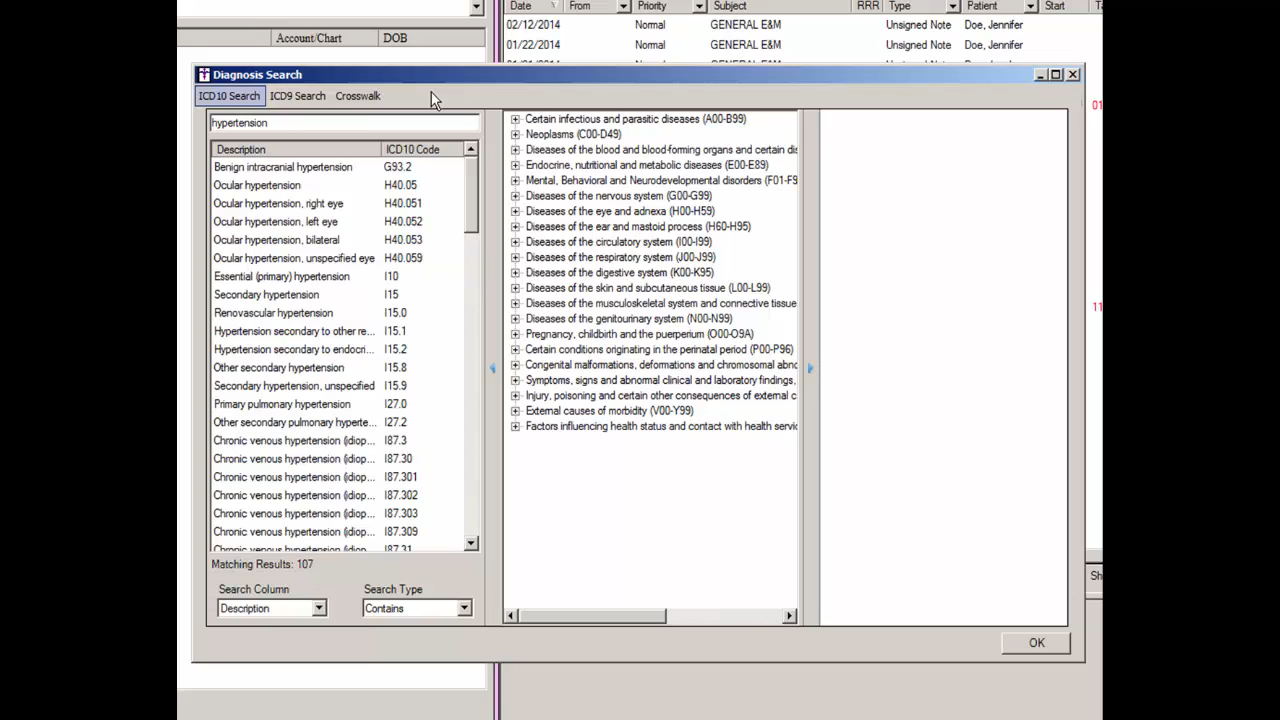 Date From Priority Subject RRR Type Patient Start
Account/Chart DOB
02/12/2014 Normal GENERAL E&M Unsigned Note Doe, Jennifer
01/22/2014 Normal GENERAL E&M Unsigned Note Doe, Jennifer
Diagnosis Search
ICD10 Search ICD9 Search Crosswalk
01
hypertension
Description ICD10 Code
Benign intracranial hypertension G93.2
Ocular hypertension H40.05
Ocular hypertension, right eye H40.051
Ocular hypertension, left eye H40.052
Ocular hypertension, bilateral H40.053
Ocular hypertension, unspecified eye H40.059
Essential (primary) hypertension I10
Secondary hypertension I15
Renovascular hypertension I15.0
Hypertension secondary to other re... I15.1
Hypertension secondary to endocri... I15.2
Other secondary hypertension I15.8
Secondary hypertension, unspecified I15.9
Primary pulmonary hypertension I27.0
Other secondary pulmonary hyperte... I27.2
Chronic venous hypertension (idiop... I87.3
Chronic venous hypertension (idiop... I87.30
Chronic venous hypertension (idiop... I87.301
Chronic venous hypertension (idiop... I87.302
Chronic venous hypertension (idiop... I87.303
Chronic venous hypertension (idiop... I87.309
Chronic venous hypertension (idiop... I87.31
Matching Results: 107
Search Column Search Type
Description Contains
Certain infectious and parasitic diseases (A00-B99)
Neoplasms (C00-D49)
Diseases of the blood and blood-forming organs and certain dis
Endocrine, nutritional and metabolic diseases (E00-E89)
Mental, Behavioral and Neurodevelopmental disorders (F01-F9
Diseases of the nervous system (G00-G99)
Diseases of the eye and adnexa (H00-H59)
Diseases of the ear and mastoid process (H60-H95)
Diseases of the circulatory system (I00-I99)
Diseases of the respiratory system (J00-J99)
Diseases of the digestive system (K00-K95)
Diseases of the skin and subcutaneous tissue (L00-L99)
Diseases of the musculoskeletal system and connective tissue
Diseases of the genitourinary system (N00-N99)
Pregnancy, childbirth and the puerperium (O00-O9A)
Certain conditions originating in the perinatal period (P00-P96)
Congenital malformations, deformations and chromosomal abno
Symptoms, signs and abnormal clinical and laboratory findings,
Injury, poisoning and certain other consequences of external c
External causes of morbidity (V00-Y99)
Factors influencing health status and contact with health servic
11
Sh
OK